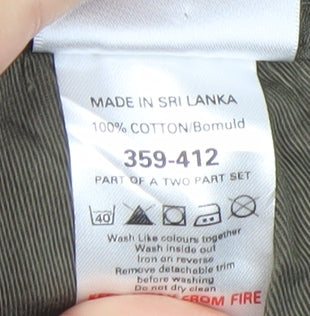 MADE IN SRI LANKA
100% COTTON/Bomuld
359-412
PART OF A TWO PART SET
40
Wash Like colours together
Wash inside out
Iron on reverse
Remove detachable trim
before washing
Do not dry clean
FROM FIRE